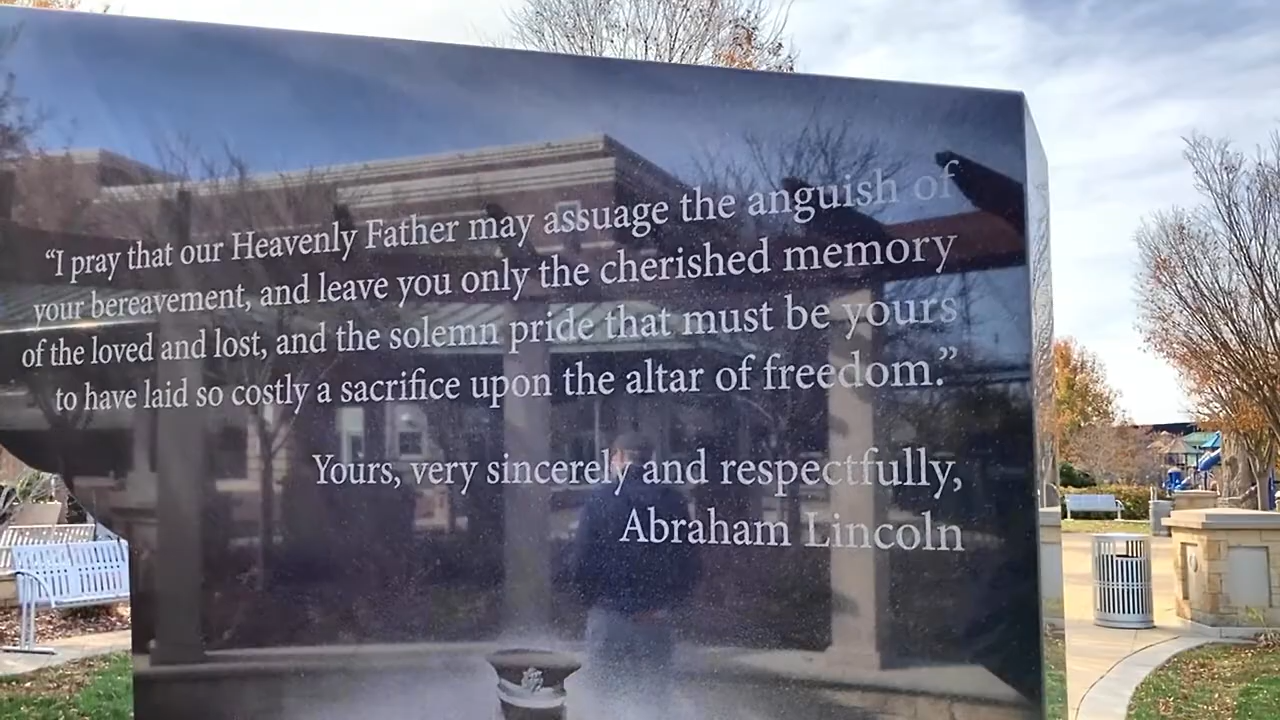 “I pray that our Heavenly Father may assuage the anguish of
your bereavement, and leave you only the cherished memory
of the loved and lost, and the solemn pride that must be yours
to have laid so costly a sacrifice upon the altar of freedom.”
Yours, very sincerely and respectfully,
Abraham Lincoln